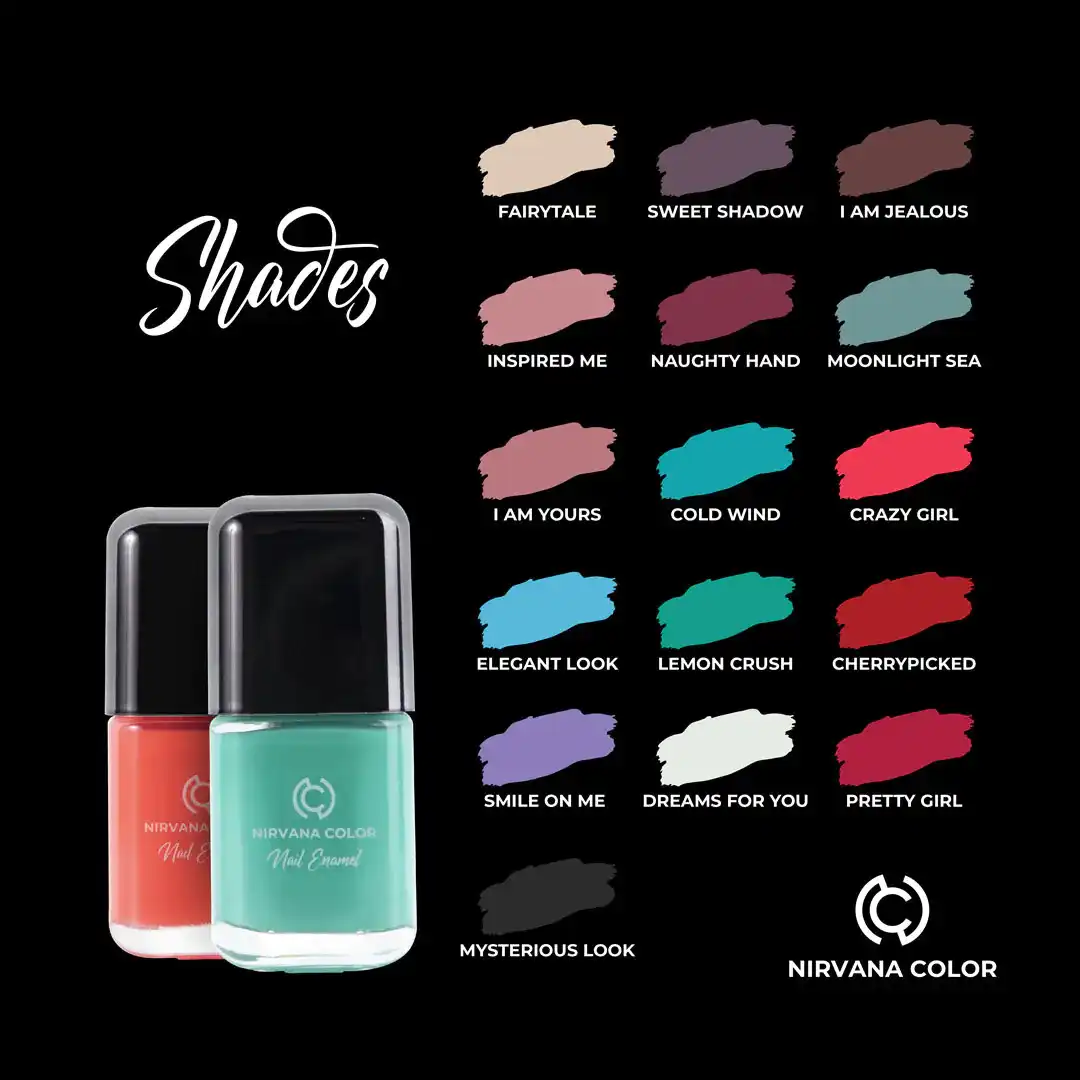 Shades
FAIRYTALE
SWEET SHADOW
I AM JEALOUS
INSPIRED ME
NAUGHTY HAND
MOONLIGHT SEA
I AM YOURS
COLD WIND
CRAZY GIRL
ELEGANT LOOK
LEMON CRUSH
CHERRYPICKED
SMILE ON ME
DREAMS FOR YOU
PRETTY GIRL
MYSTERIOUS LOOK
NIRVANA
Nail E
NIRVANA COLOR
Nail Enamel
NIRVANA COLOR